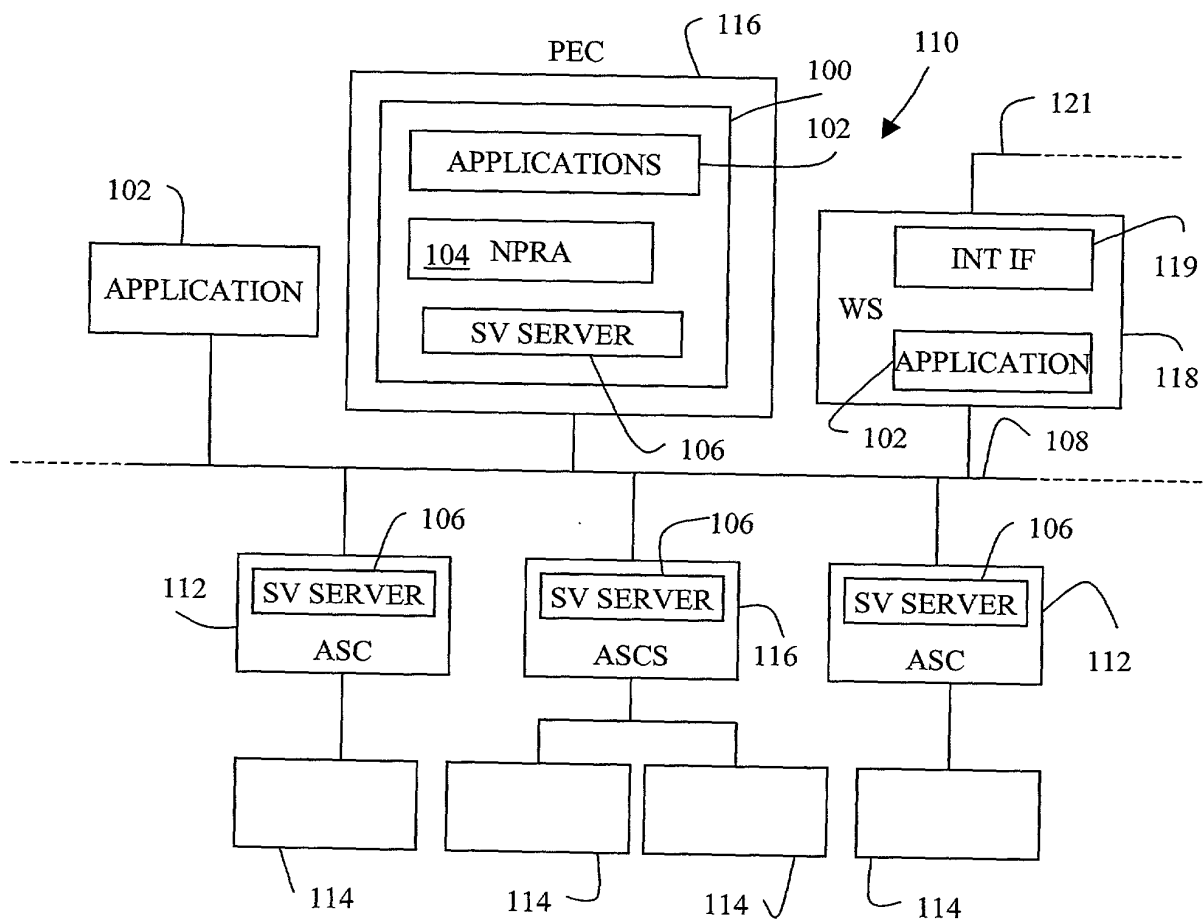 PEC
116
100
110
102
121
APPLICATIONS
102
104 NPRA
INT IF
119
APPLICATION
WS
SV SERVER
APPLICATION
118
106
102
108
106
106
106
112
SV SERVER
SV SERVER
SV SERVER
ASC
ASCS
116
ASC
112
114
114
114
114